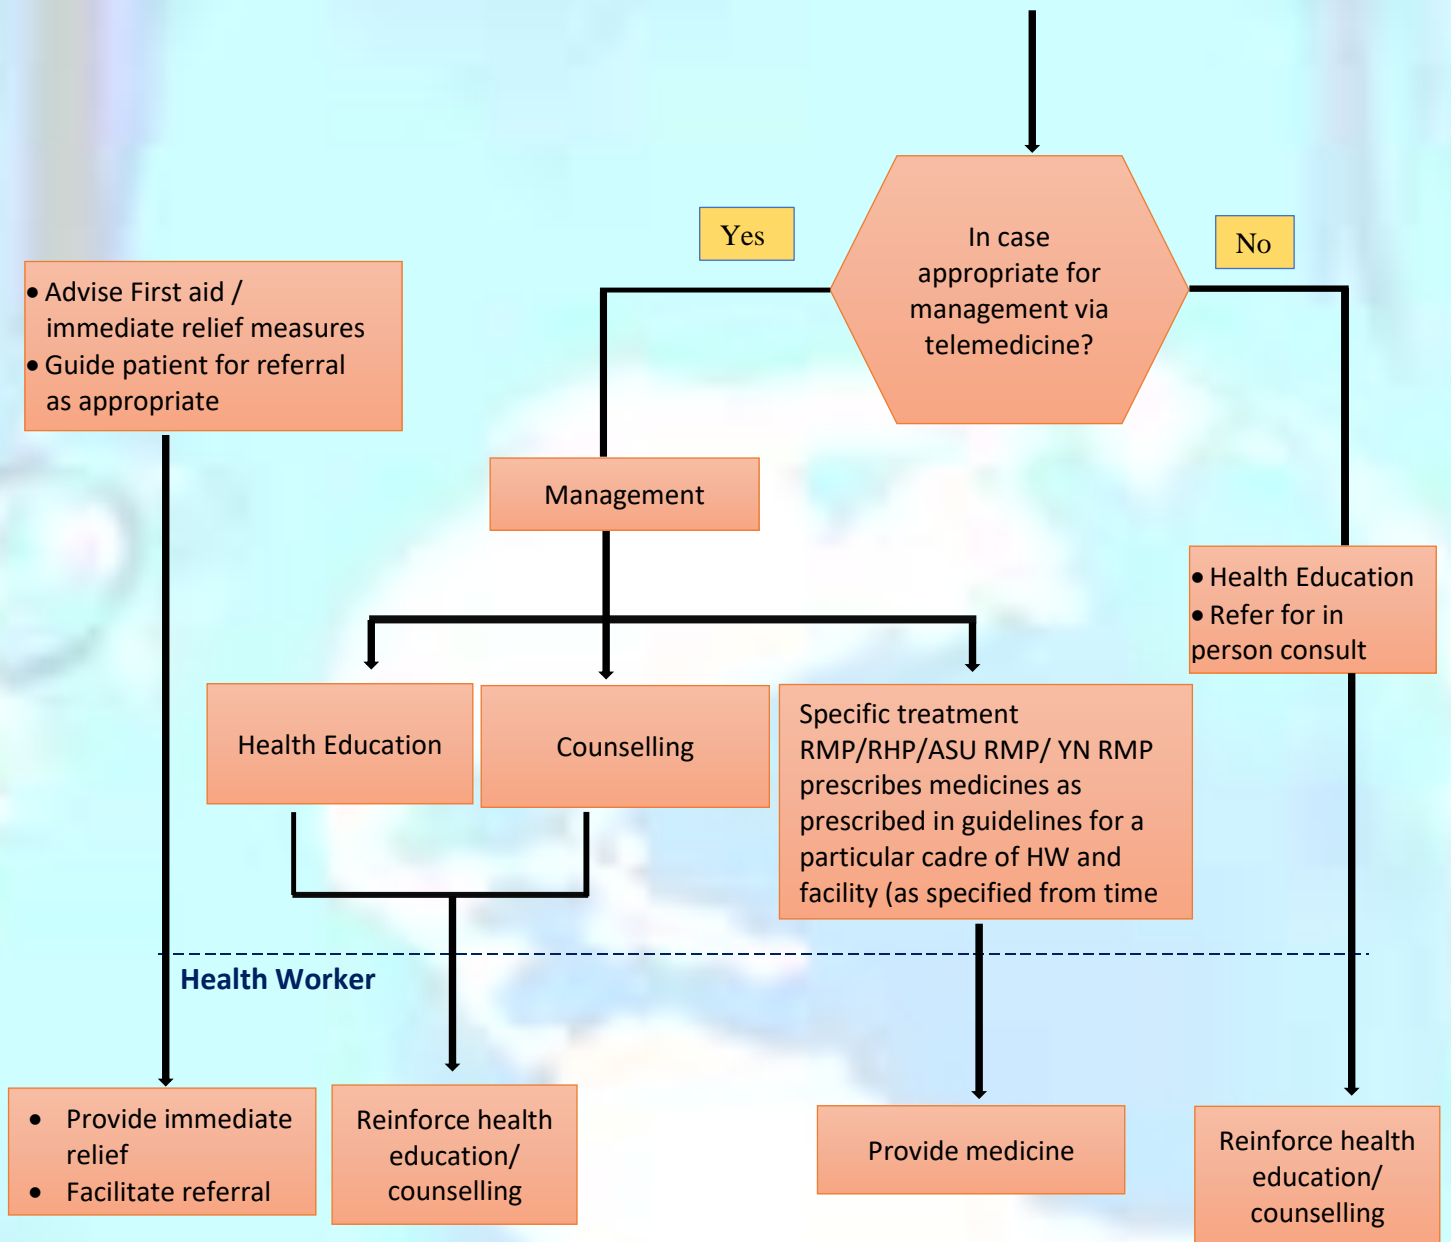 In case
appropriate for
management via
telemedicine?
Yes
No
• Advise First aid /
immediate relief measures
• Guide patient for referral
as appropriate
Management
• Health Education
• Refer for in
person consult
Health Education
Counselling
Specific treatment
RMP/RHP/ASU RMP/ YN RMP
prescribes medicines as
prescribed in guidelines for a
particular cadre of HW and
facility (as specified from time
Health Worker
• Provide immediate
relief
• Facilitate referral
Reinforce health
education/
counselling
Provide medicine
Reinforce health
education/
counselling